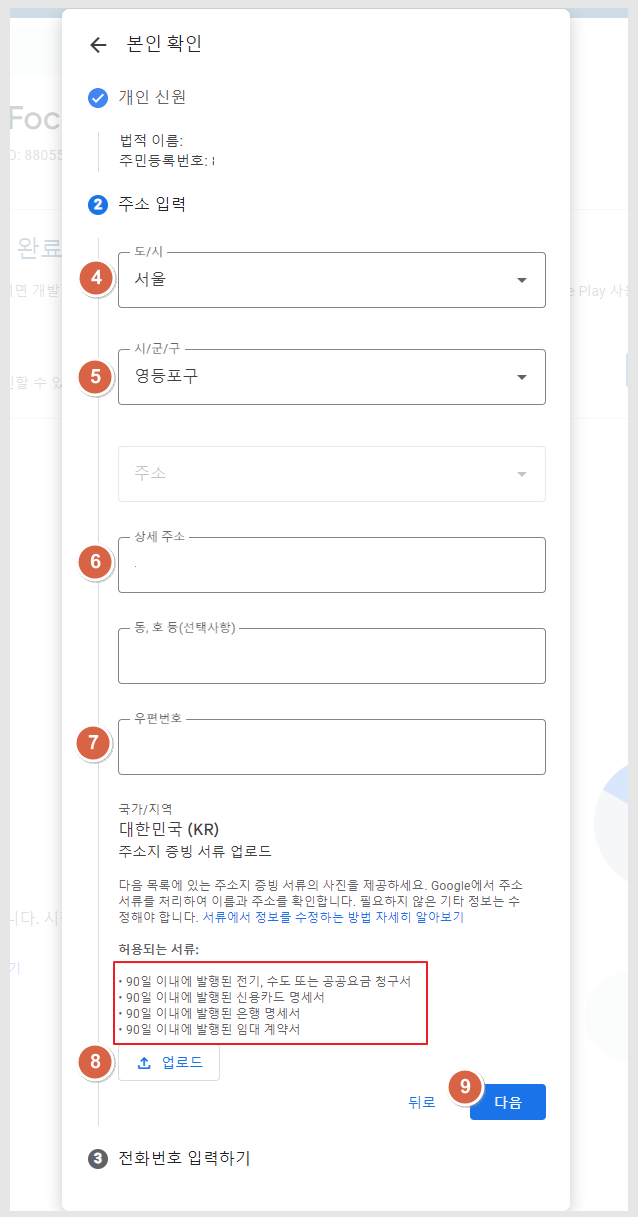 본인 확인
개인 신원
법적 이름:
주민등록번호:
2 주소 입력
도/시
4 서울
시/군/구
5 영등포구
주소
상세 주소
6
동, 호 등(선택사항)
우편번호
7
국가/지역
대한민국 (KR)
주소지 증빙 서류 업로드
다음 목록에 있는 주소지 증빙 서류의 사진을 제공하세요. Google에서 주소
서류를 처리하여 이름과 주소를 확인합니다. 필요하지 않은 기타 정보는 수
정해야 합니다. 서류에서 정보를 수정하는 방법 자세히 알아보기
허용되는 서류:
• 90일 이내에 발행된 전기, 수도 또는 공공요금 청구서
• 90일 이내에 발행된 신용카드 명세서
• 90일 이내에 발행된 은행 명세서
• 90일 이내에 발행된 임대 계약서
8 업로드
뒤로 9 다음
3 전화번호 입력하기
Foc
ID: 88055
완료
며면 개발
e Play 사용